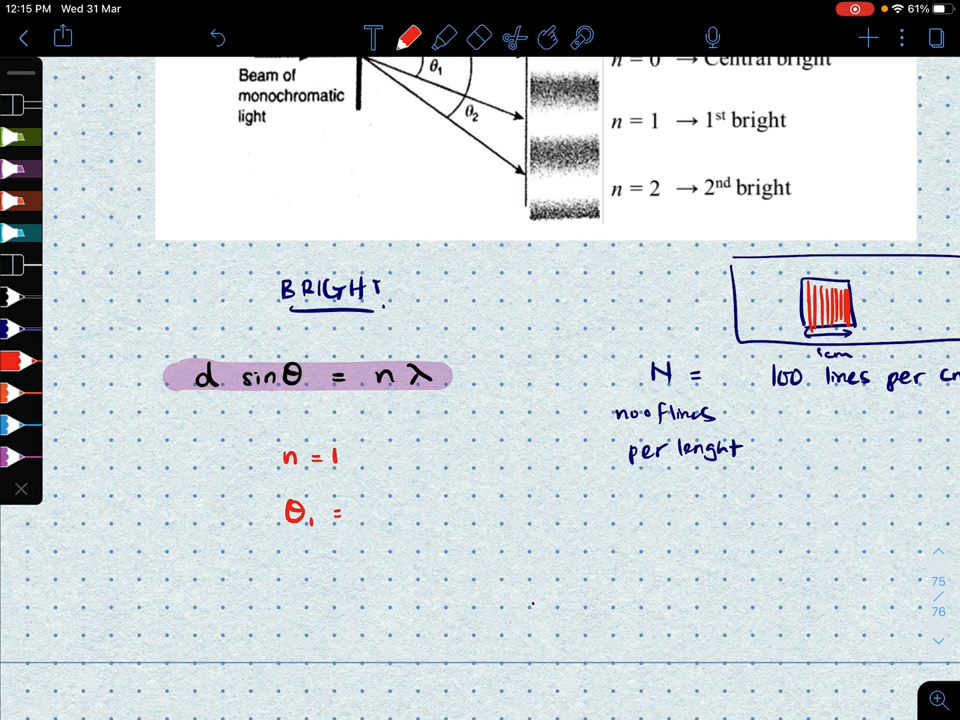 12:15 PM Wed 31 Mar
61%
T
Beam of
monochromatic
light
θ1
θ2
n = 0 → Central bright
n = 1 → 1st bright
n = 2 → 2nd bright
BRIGHT.
1cm
d sinθ = n λ
N = 100 lines per cm
no of lines
per lenght
n = 1
θ1 =
75
/
76